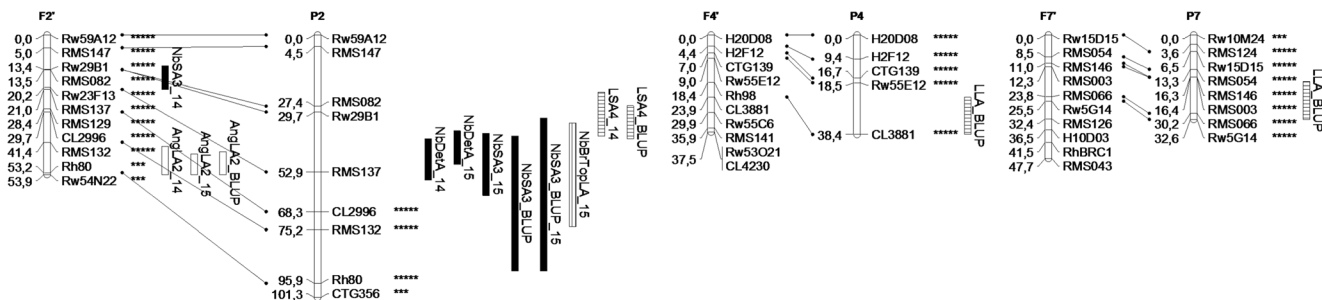 F2'
0,0 Rw59A12 *****
5,0 RMS147 *****
13,4 Rw29B1 *****
13,5 RMS082 *****
20,2 Rw23F13 *****
21,0 RMS137 *****
28,4 RMS129 *****
29,7 CL2996 *****
41,4 RMS132 *****
53,2 Rh80 ***
53,9 Rw54N22 ***
NbSA3_14
AngLA2_14
AngLA2_15
AngLA2_BLUP
P2
0,0 Rw59A12
4,5 RMS147
27,4 RMS082
29,7 Rw29B1
52,9 RMS137
68,3 CL2996 *****
75,2 RMS132 *****
95,9 Rh80 *****
101,3 CTG356 ***
NbDetA_14
NbDetA_15
NbSA3_15
NbSA3_BLUP
NbSA3_BLUP_15
NbBrTopLA_15
LSA4_14
LSA4_BLUP
F4'
0,0 H20D08
4,4 H2F12
7,0 CTG139
9,0 Rw55E12
18,4 Rh98
23,9 CL3881
29,9 Rw55C6
35,9 RMS141
Rw53O21
37,5 CL4230
P4
0,0 H20D08 *****
9,4 H2F12 *****
16,7 CTG139 *****
18,5 Rw55E12 *****
38,4 CL3881 *****
LLA_BLUP
F7'
0,0 Rw15D15
8,5 RMS054
11,0 RMS146
12,3 RMS003
23,8 RMS066
25,5 Rw5G14
32,4 RMS126
36,5 H10D03
41,5 RhBRC1
47,7 RMS043
P7
0,0 Rw10M24 ***
3,6 RMS124 *****
6,5 Rw15D15 *****
13,3 RMS054 *****
16,3 RMS146 *****
16,4 RMS003 *****
30,2 RMS066 *****
32,6 Rw5G14 *****
LLA_BLUP